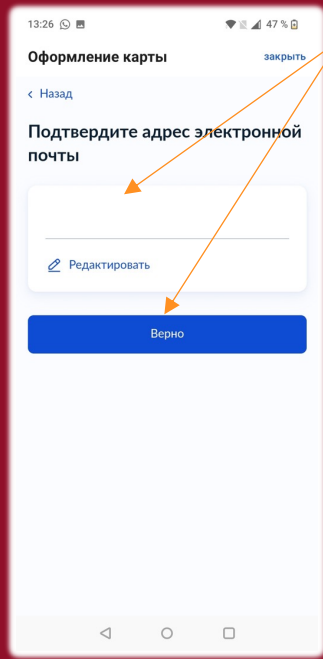 13:26 47 %
Оформление карты закрыть
< Назад
Подтвердите адрес электронной
почты
Редактировать
Верно